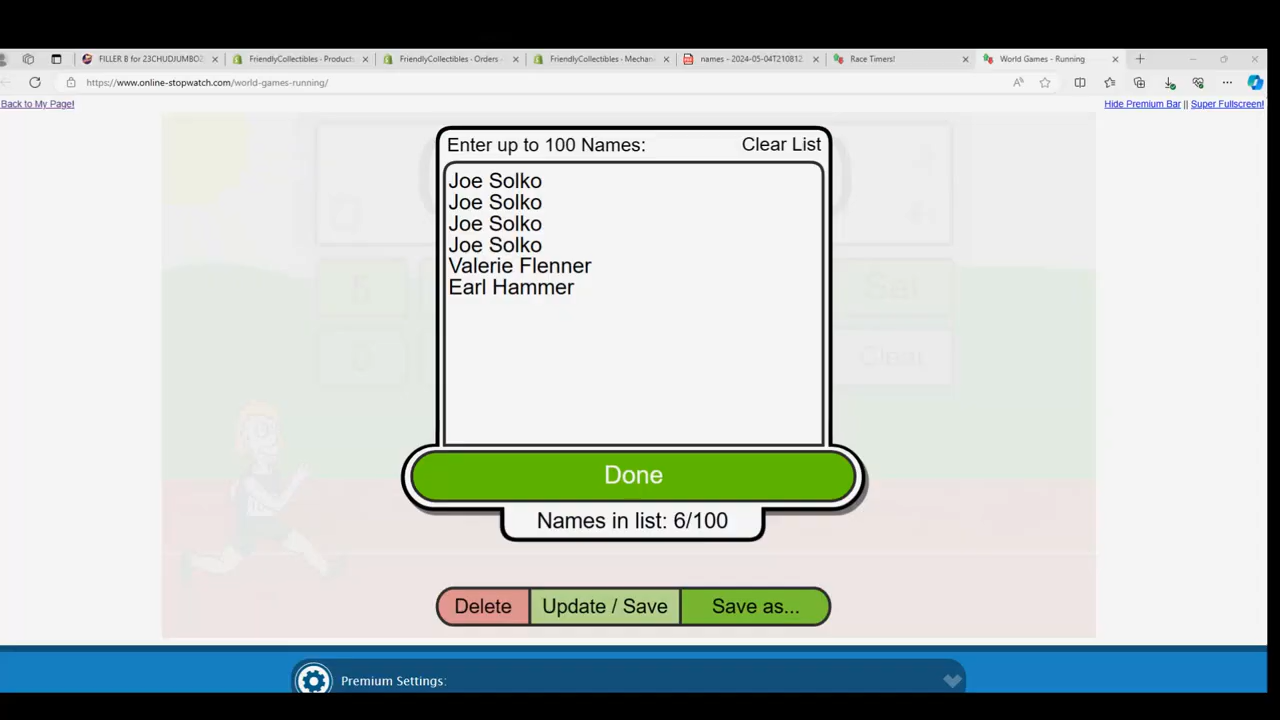 FILLER B for 23CHUDJUMBO2
FriendlyCollectibles · Products
FriendlyCollectibles · Orders ·
FriendlyCollectibles · Mechan
names - 2024-05-04T210812
Race Timers!
World Games - Running
https://www.online-stopwatch.com/world-games-running/
Back to My Page!
Hide Premium Bar || Super Fullscreen!
Enter up to 100 Names:
Clear List
Joe Solko
Joe Solko
Joe Solko
Joe Solko
Valerie Flenner
Earl Hammer
Set
Clear
Done
Names in list: 6/100
Delete
Update / Save
Save as...
Premium Settings: